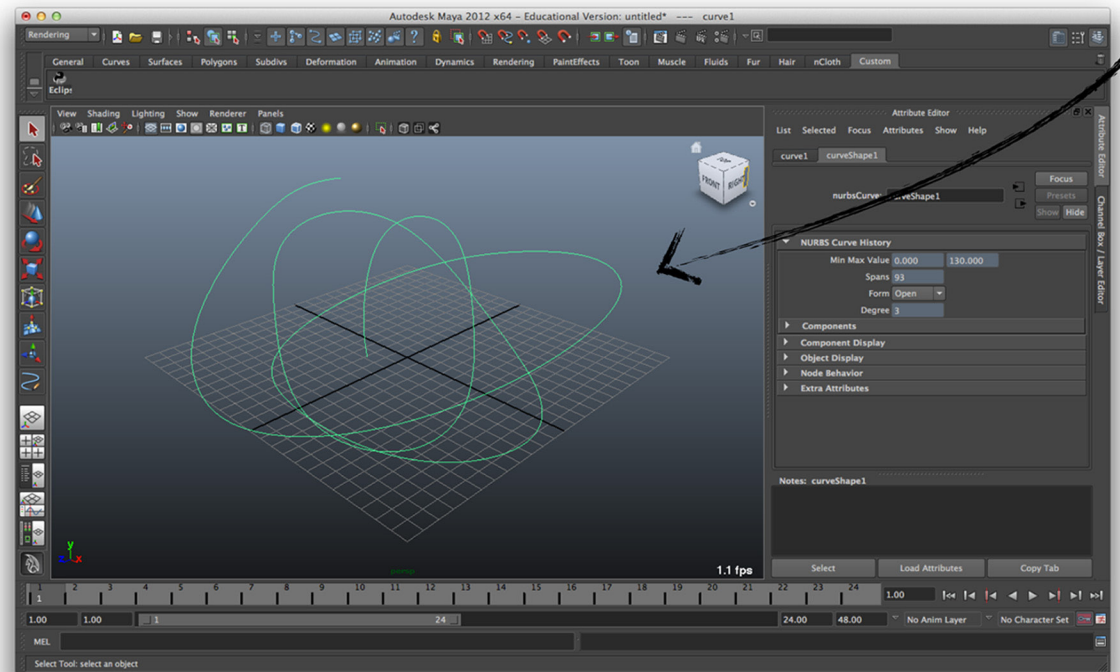 Autodesk Maya 2012 x64 – Educational Version: untitled* --- curve1
Rendering
General Curves Surfaces Polygons Subdivs Deformation Animation Dynamics Rendering PaintEffects Toon Muscle Fluids Fur Hair nCloth Custom
Eclips
View Shading Lighting Show Renderer Panels
TOP
FRONT RIGHT
persp
1.1 fps
y
x
Attribute Editor
List Selected Focus Attributes Show Help
curve1 curveShape1
nurbsCurve: curveShape1
Focus
Presets
Show Hide
NURBS Curve History
Min Max Value 0.000 130.000
Spans 93
Form Open
Degree 3
Components
Component Display
Object Display
Node Behavior
Extra Attributes
Notes: curveShape1
Select Load Attributes Copy Tab
Attribute Editor
Channel Box / Layer Editor
1 2 3 4 5 6 7 8 9 10 11 12 13 14 15 16 17 18 19 20 21 22 23 24
1
1.00
1.00 1.00 1 24 24.00 48.00 No Anim Layer No Character Set
MEL
Select Tool: select an object